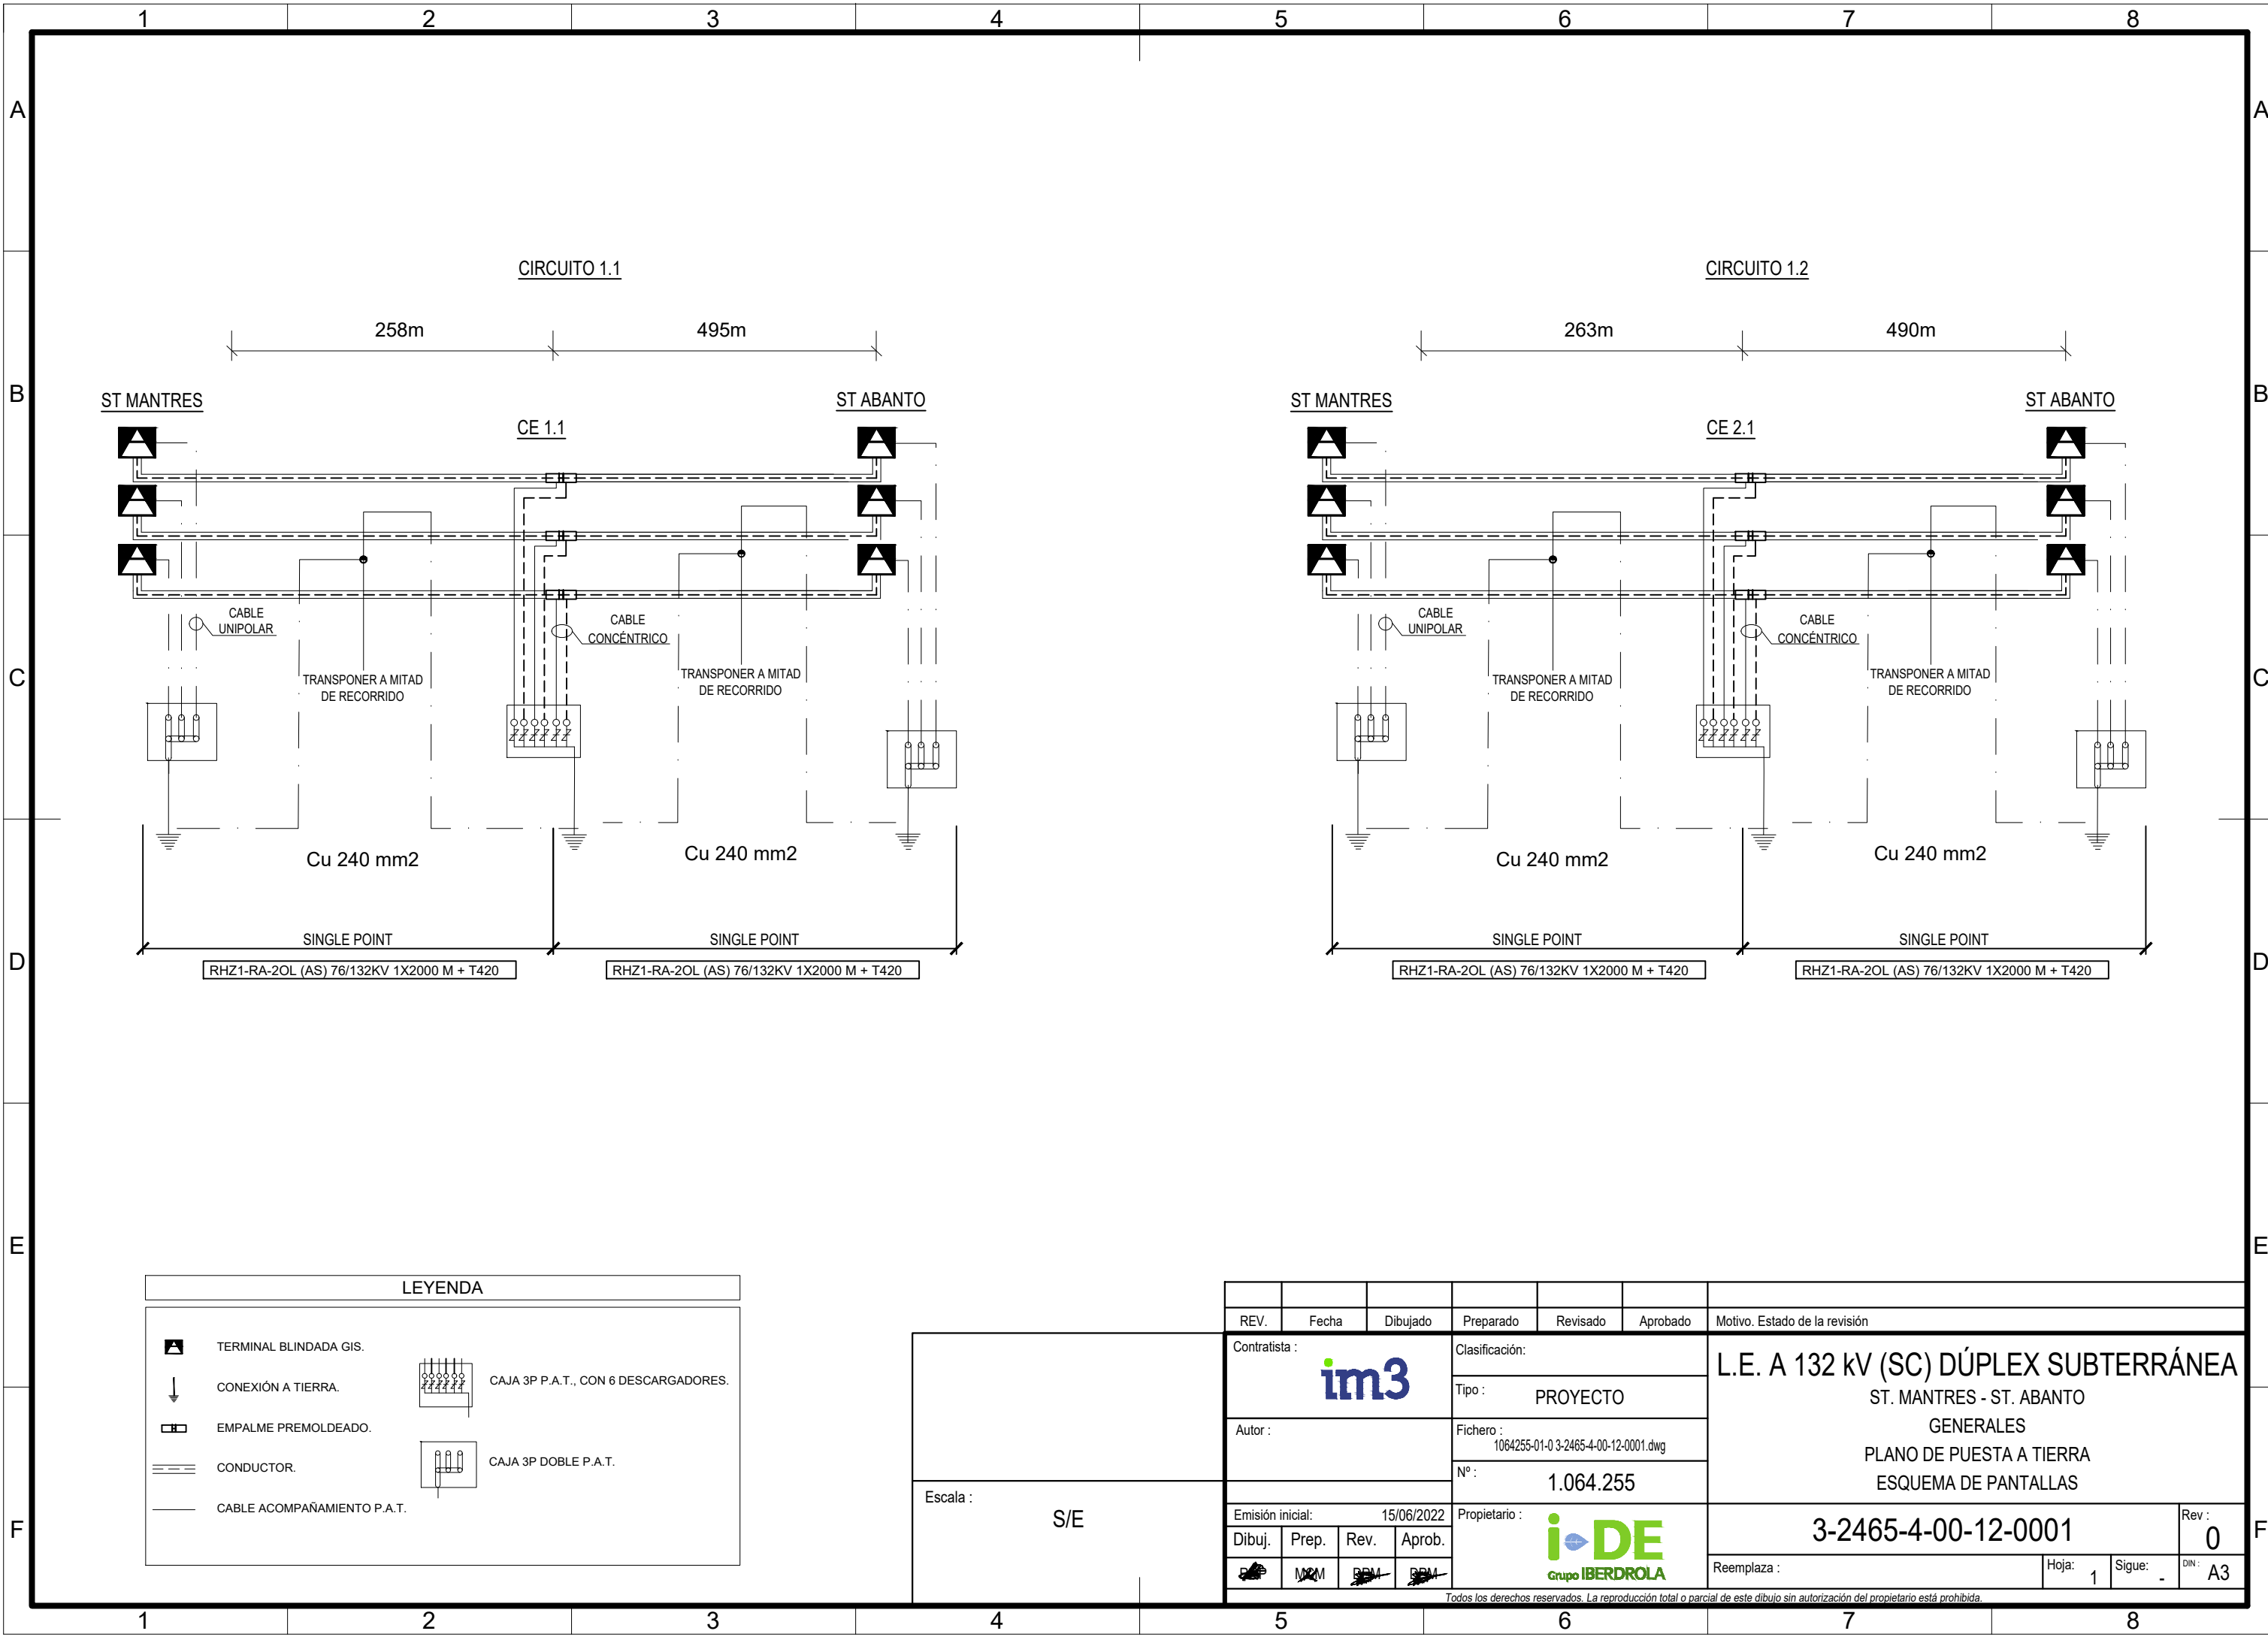 1 2 3 4 5 6 7 8
A A
B B
C C
D D
E E
F F
CIRCUITO 1.1
258m 495m
ST MANTRES
ST ABANTO
CE 1.1
CABLE
UNIPOLAR
CABLE
CONCÉNTRICO
TRANSPONER A MITAD
DE RECORRIDO
TRANSPONER A MITAD
DE RECORRIDO
Cu 240 mm2
Cu 240 mm2
SINGLE POINT
SINGLE POINT
RHZ1-RA-2OL (AS) 76/132KV 1X2000 M + T420
RHZ1-RA-2OL (AS) 76/132KV 1X2000 M + T420
CIRCUITO 1.2
263m 490m
ST MANTRES
ST ABANTO
CE 2.1
CABLE
UNIPOLAR
CABLE
CONCÉNTRICO
TRANSPONER A MITAD
DE RECORRIDO
TRANSPONER A MITAD
DE RECORRIDO
Cu 240 mm2
Cu 240 mm2
SINGLE POINT
SINGLE POINT
RHZ1-RA-2OL (AS) 76/132KV 1X2000 M + T420
RHZ1-RA-2OL (AS) 76/132KV 1X2000 M + T420
LEYENDA
TERMINAL BLINDADA GIS.
CONEXIÓN A TIERRA.
EMPALME PREMOLDEADO.
CONDUCTOR.
CABLE ACOMPAÑAMIENTO P.A.T.
CAJA 3P P.A.T., CON 6 DESCARGADORES.
CAJA 3P DOBLE P.A.T.
Escala :
S/E
REV. Fecha Dibujado Preparado Revisado Aprobado Motivo. Estado de la revisión
Contratista :
im3
Autor :
Clasificación:
Tipo : PROYECTO
Fichero :
1064255-01-0 3-2465-4-00-12-0001.dwg
Nº :
1.064.255
L.E. A 132 kV (SC) DÚPLEX SUBTERRÁNEA
ST. MANTRES - ST. ABANTO
GENERALES
PLANO DE PUESTA A TIERRA
ESQUEMA DE PANTALLAS
Emisión inicial: 15/06/2022
Dibuj. Prep. Rev. Aprob.
Propietario :
i-DE
Grupo IBERDROLA
3-2465-4-00-12-0001
Rev :
0
Reemplaza :
Hoja: 1
Sigue: -
DIN : A3
Todos los derechos reservados. La reproducción total o parcial de este dibujo sin autorización del propietario está prohibida.
1 2 3 4 5 6 7 8